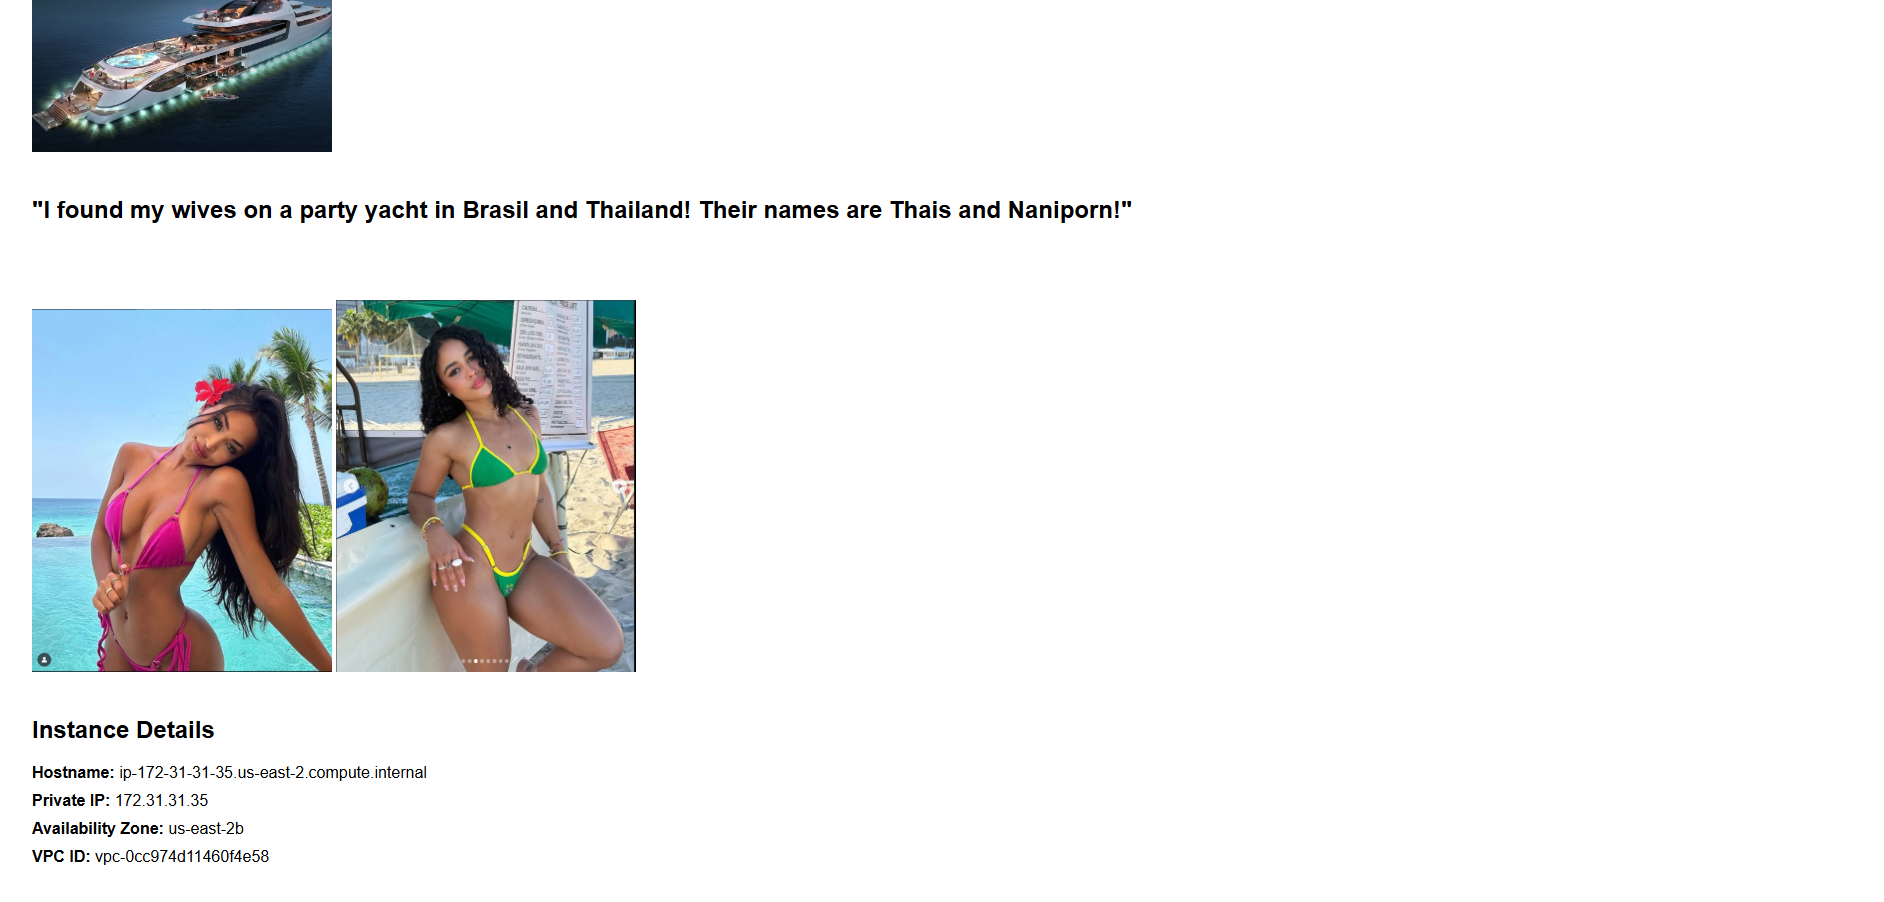 "I found my wives on a party yacht in Brasil and Thailand! Their names are Thais and Naniporn!"
Instance Details
Hostname: ip-172-31-31-35.us-east-2.compute.internal
Private IP: 172.31.31.35
Availability Zone: us-east-2b
VPC ID: vpc-0cc974d11460f4e58